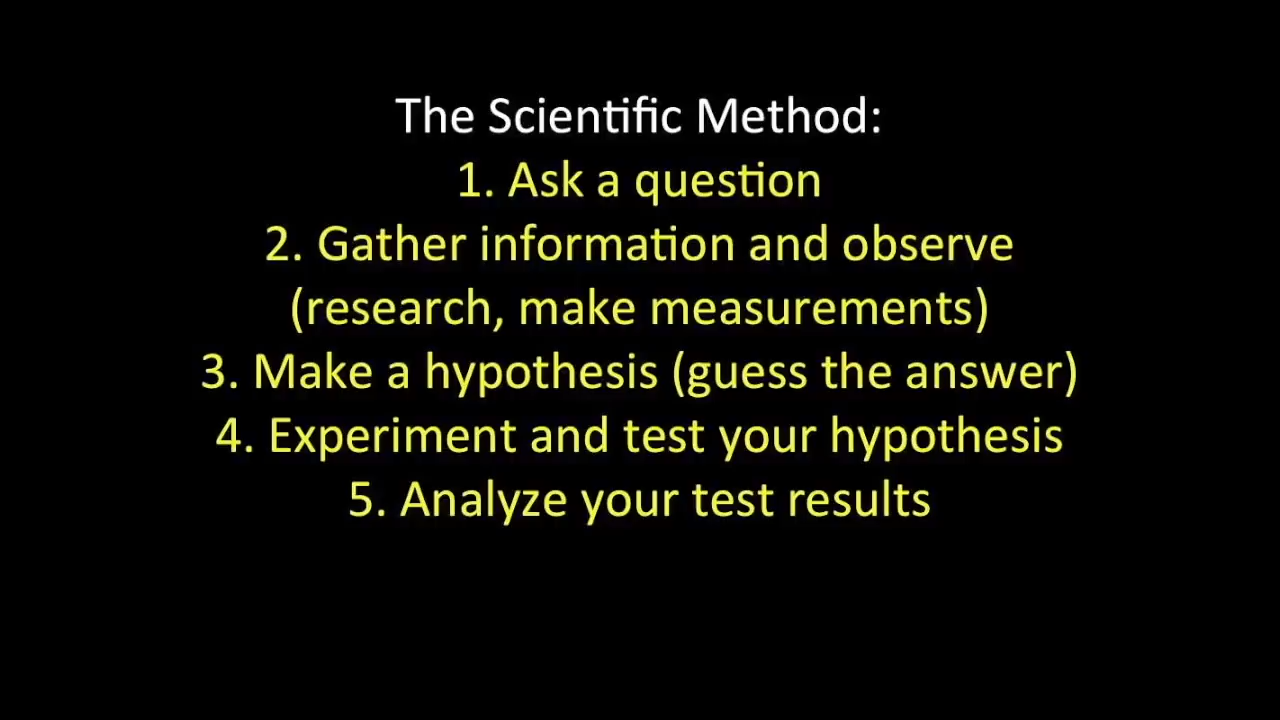 The Scientific Method:
1. Ask a question
2. Gather information and observe
(research, make measurements)
3. Make a hypothesis (guess the answer)
4. Experiment and test your hypothesis
5. Analyze your test results